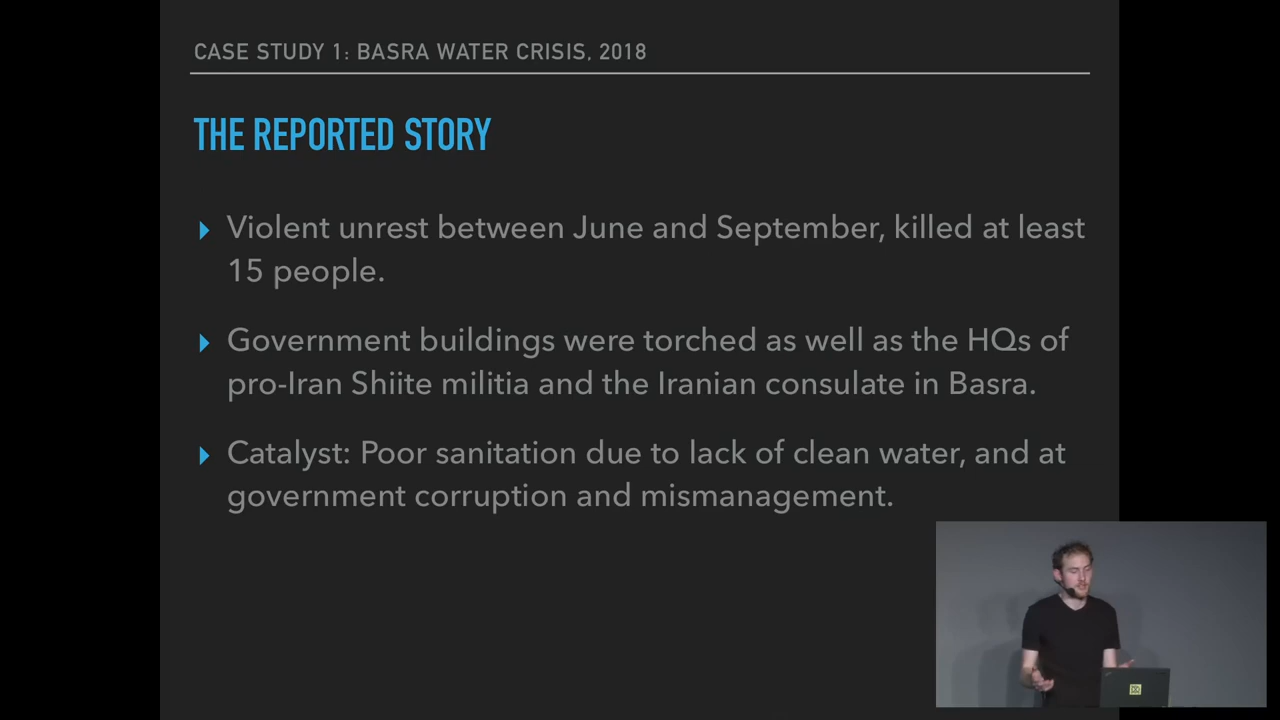 CASE STUDY 1: BASRA WATER CRISIS, 2018
THE REPORTED STORY
Violent unrest between June and September, killed at least
15 people.
Government buildings were torched as well as the HQs of
pro-Iran Shiite militia and the Iranian consulate in Basra.
Catalyst: Poor sanitation due to lack of clean water, and at
government corruption and mismanagement.